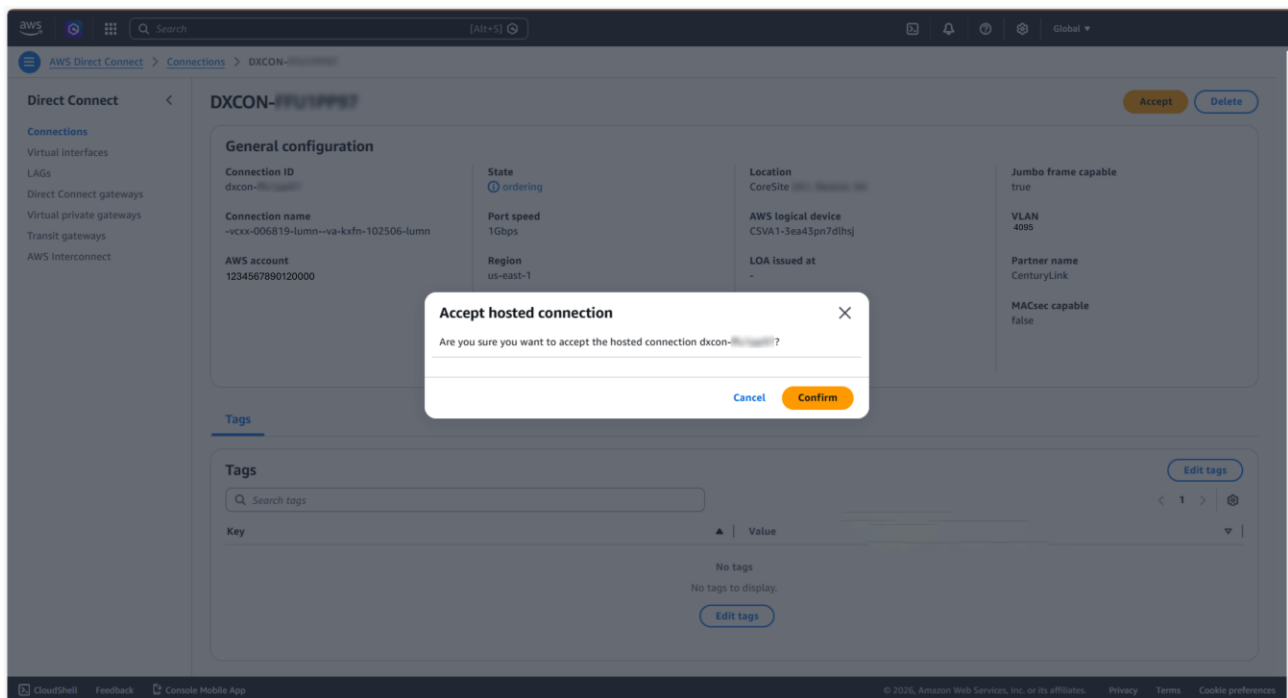 aws
Search [Alt+S] Global
AWS Direct Connect > Connections > DXCON-
Direct Connect
Connections
Virtual interfaces
LAGs
Direct Connect gateways
Virtual private gateways
Transit gateways
AWS Interconnect
DXCON-
Accept Delete
General configuration
Connection ID
dxcon-
Connection name
-vcxx-006819-lumn--va-kxfn-102506-lumn
AWS account
1234567890120000
State
ordering
Port speed
1Gbps
Region
us-east-1
Location
CoreSite
AWS logical device
CSVA1-3ea43pn7dlhsj
LOA issued at
-
Jumbo frame capable
true
VLAN
4095
Partner name
CenturyLink
MACsec capable
false
Accept hosted connection
Are you sure you want to accept the hosted connection dxcon- ?
Cancel Confirm
Tags
Tags
Edit tags
Search tags
1
Key Value
No tags
No tags to display.
Edit tags
CloudShell Feedback Console Mobile App © 2026, Amazon Web Services, Inc. or its affiliates. Privacy Terms Cookie preferences